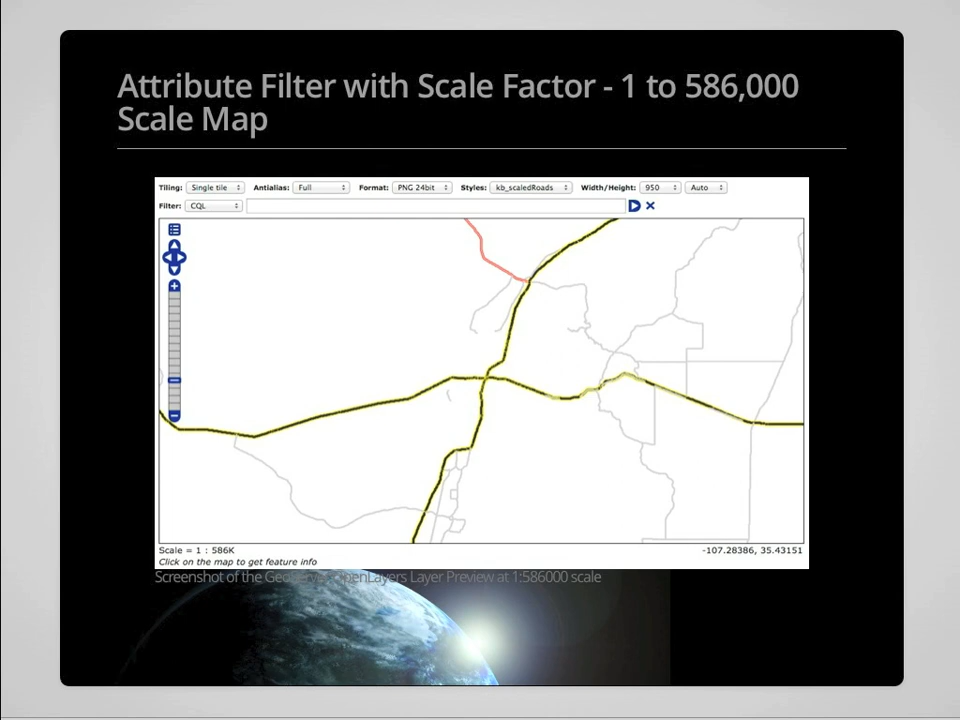 Attribute Filter with Scale Factor - 1 to 586,000
Scale Map
Tiling: Single tile Antialias: Full Format: PNG 24bit Styles: kb_scaledRoads Width/Height: 950 Auto
Filter: CQL
Scale = 1 : 586K -107.28386, 35.43151
Click on the map to get feature info
Screenshot of the GeoServer OpenLayers Layer Preview at 1:586000 scale